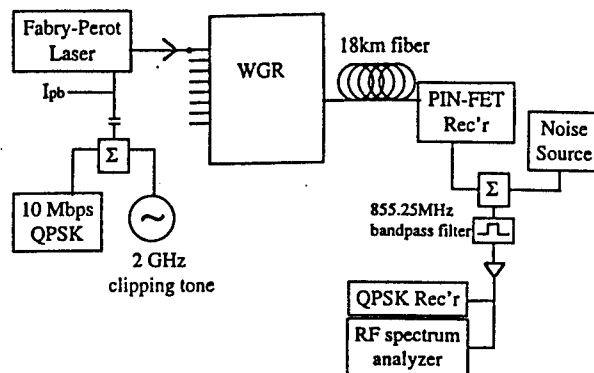 Fabry-Perot
Laser
Ipb
Σ
10 Mbps
QPSK
2 GHz
clipping tone
WGR
18km fiber
PIN-FET
Rec'r
Noise
Source
Σ
855.25MHz
bandpass filter
QPSK Rec'r
RF spectrum
analyzer